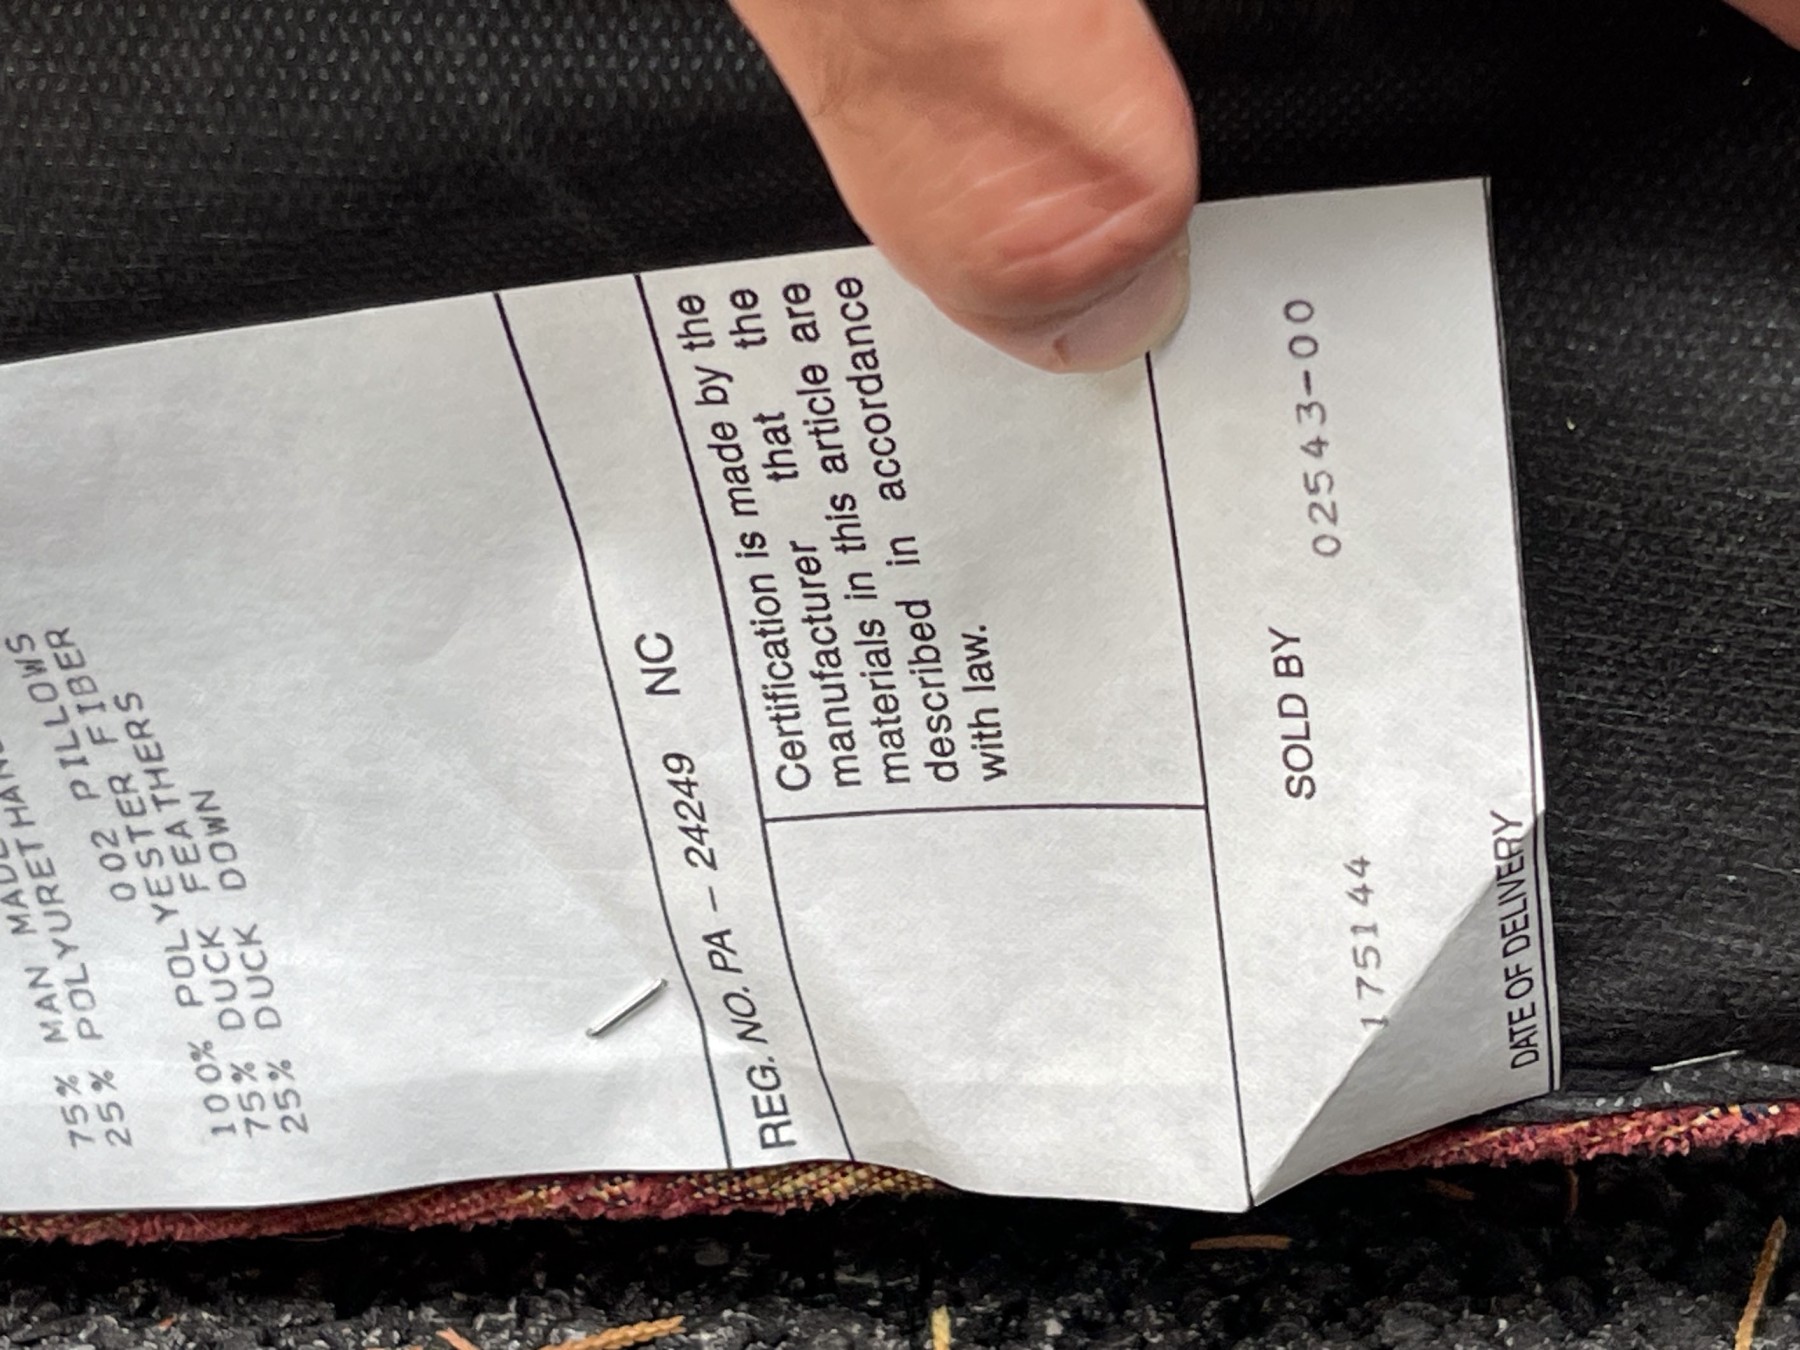 75% MAN MADE
25% POLYURETHANE
002 PILLOWS
100% POLYESTER FIBER
75% DUCK FEATHERS
25% DUCK DOWN
REG. NO. PA – 24249 NC
Certification is made by the
manufacturer that the
materials in this article are
described in accordance
with law.
SOLD BY
175144 02543-00
DATE OF DELIVERY